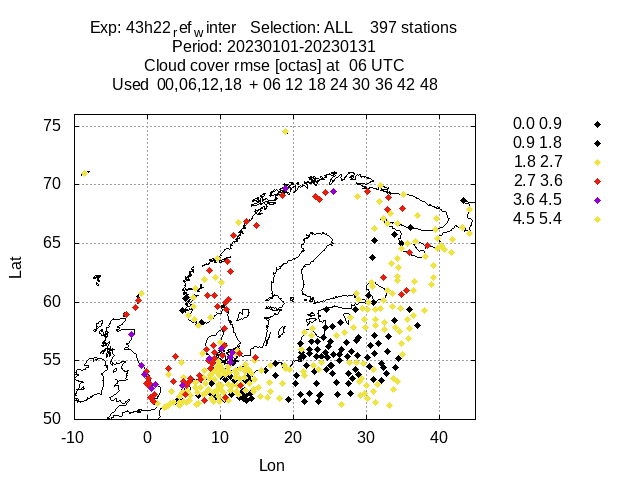 Exp: 43h22ref winter Selection: ALL 397 stations
Period: 20230101-20230131
Cloud cover rmse [octas] at 06 UTC
Used 00,06,12,18 + 06 12 18 24 30 36 42 48
0.0 0.9
0.9 1.8
1.8 2.7
2.7 3.6
3.6 4.5
4.5 5.4
75
70
65
60
55
50
Lat
-10 0 10 20 30 40
Lon